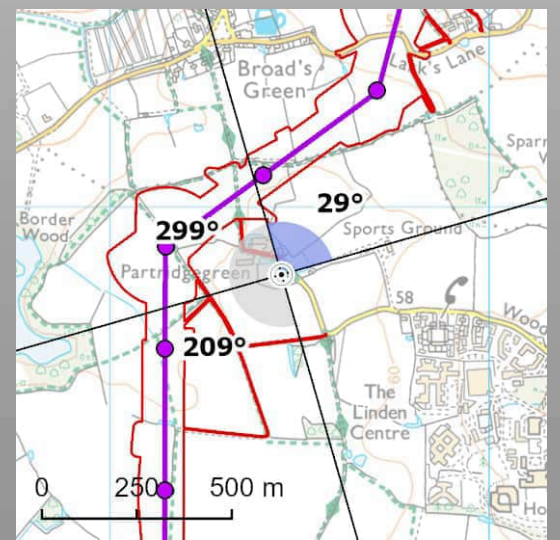 Broad's
Green
Lark's Lane
Sparr
29°
Border
Wood
299°
Sports Ground
Partridgegreen
58
Wood
209°
60
The
Linden
Centre
0 250 500 m
Ho